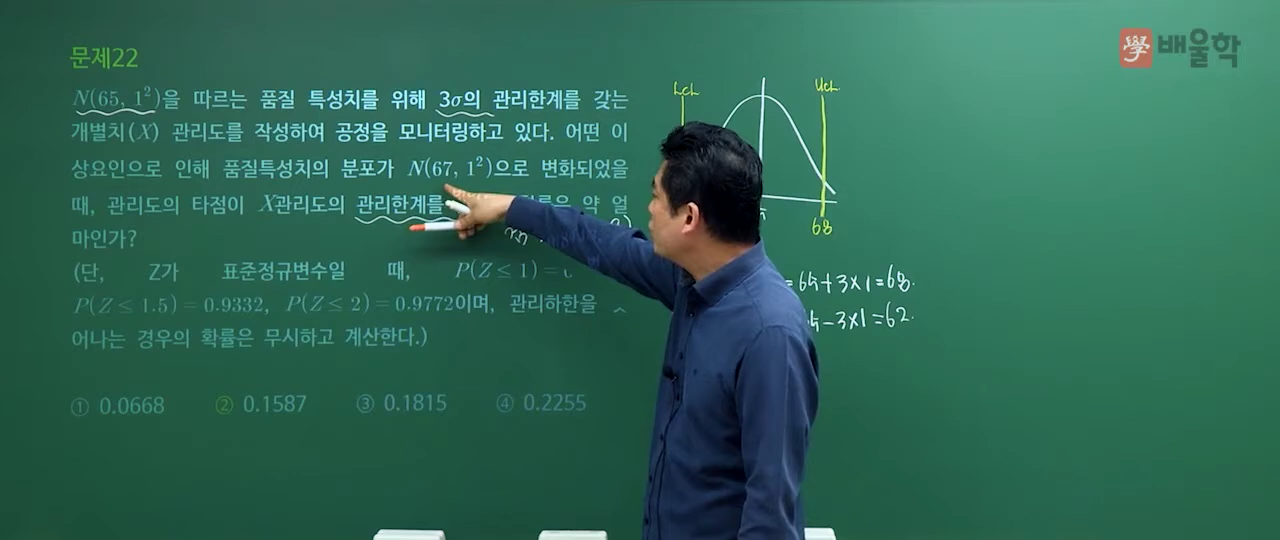 문제22
學 배울학
N(65, 1²)을 따르는 품질 특성치를 위해 3σ의 관리한계를 갖는
개별치(X) 관리도를 작성하여 공정을 모니터링하고 있다. 어떤 이
상요인으로 인해 품질특성치의 분포가 N(67, 1²)으로 변화되었을
때, 관리도의 타점이 X관리도의 관리한계를 약 얼
마인가?
(단, Z가 표준정규변수일 때, P(Z≤1)=
P(Z≤1.5)=0.9332, P(Z≤2)=0.9772이며, 관리하한을
어나는 경우의 확률은 무시하고 계산한다.)
① 0.0668 ② 0.1587 ③ 0.1815 ④ 0.2255
LCL UCL
68
=65+3×1=68.
-3×1=62.